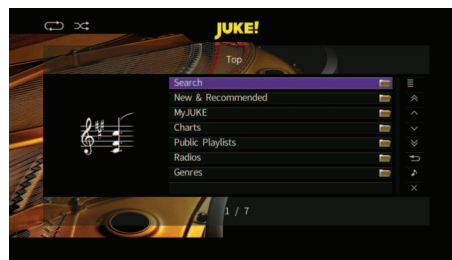 JUKE!
Top
Search
New & Recommended
MyJUKE
Charts
Public Playlists
Radios
Genres
1 / 7